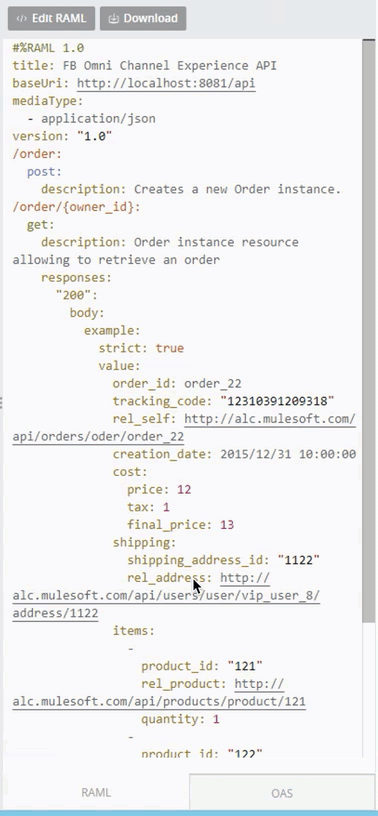 </> Edit RAML Download
#%RAML 1.0
title: FB Omni Channel Experience API
baseUri: http://localhost:8081/api
mediaType:
- application/json
version: "1.0"
/order:
post:
description: Creates a new Order instance.
/order/{owner_id}:
get:
description: Order instance resource
allowing to retrieve an order
responses:
"200":
body:
example:
strict: true
value:
order_id: order_22
tracking_code: "12310391209318"
rel_self: http://alc.mulesoft.com/
api/orders/oder/order_22
creation_date: 2015/12/31 10:00:00
cost:
price: 12
tax: 1
final_price: 13
shipping:
shipping_address_id: "1122"
rel_address: http://
alc.mulesoft.com/api/users/user/vip_user_8/
address/1122
items:
-
product_id: "121"
rel_product: http://
alc.mulesoft.com/api/products/product/121
quantity: 1
-
product_id: "122"
RAML OAS